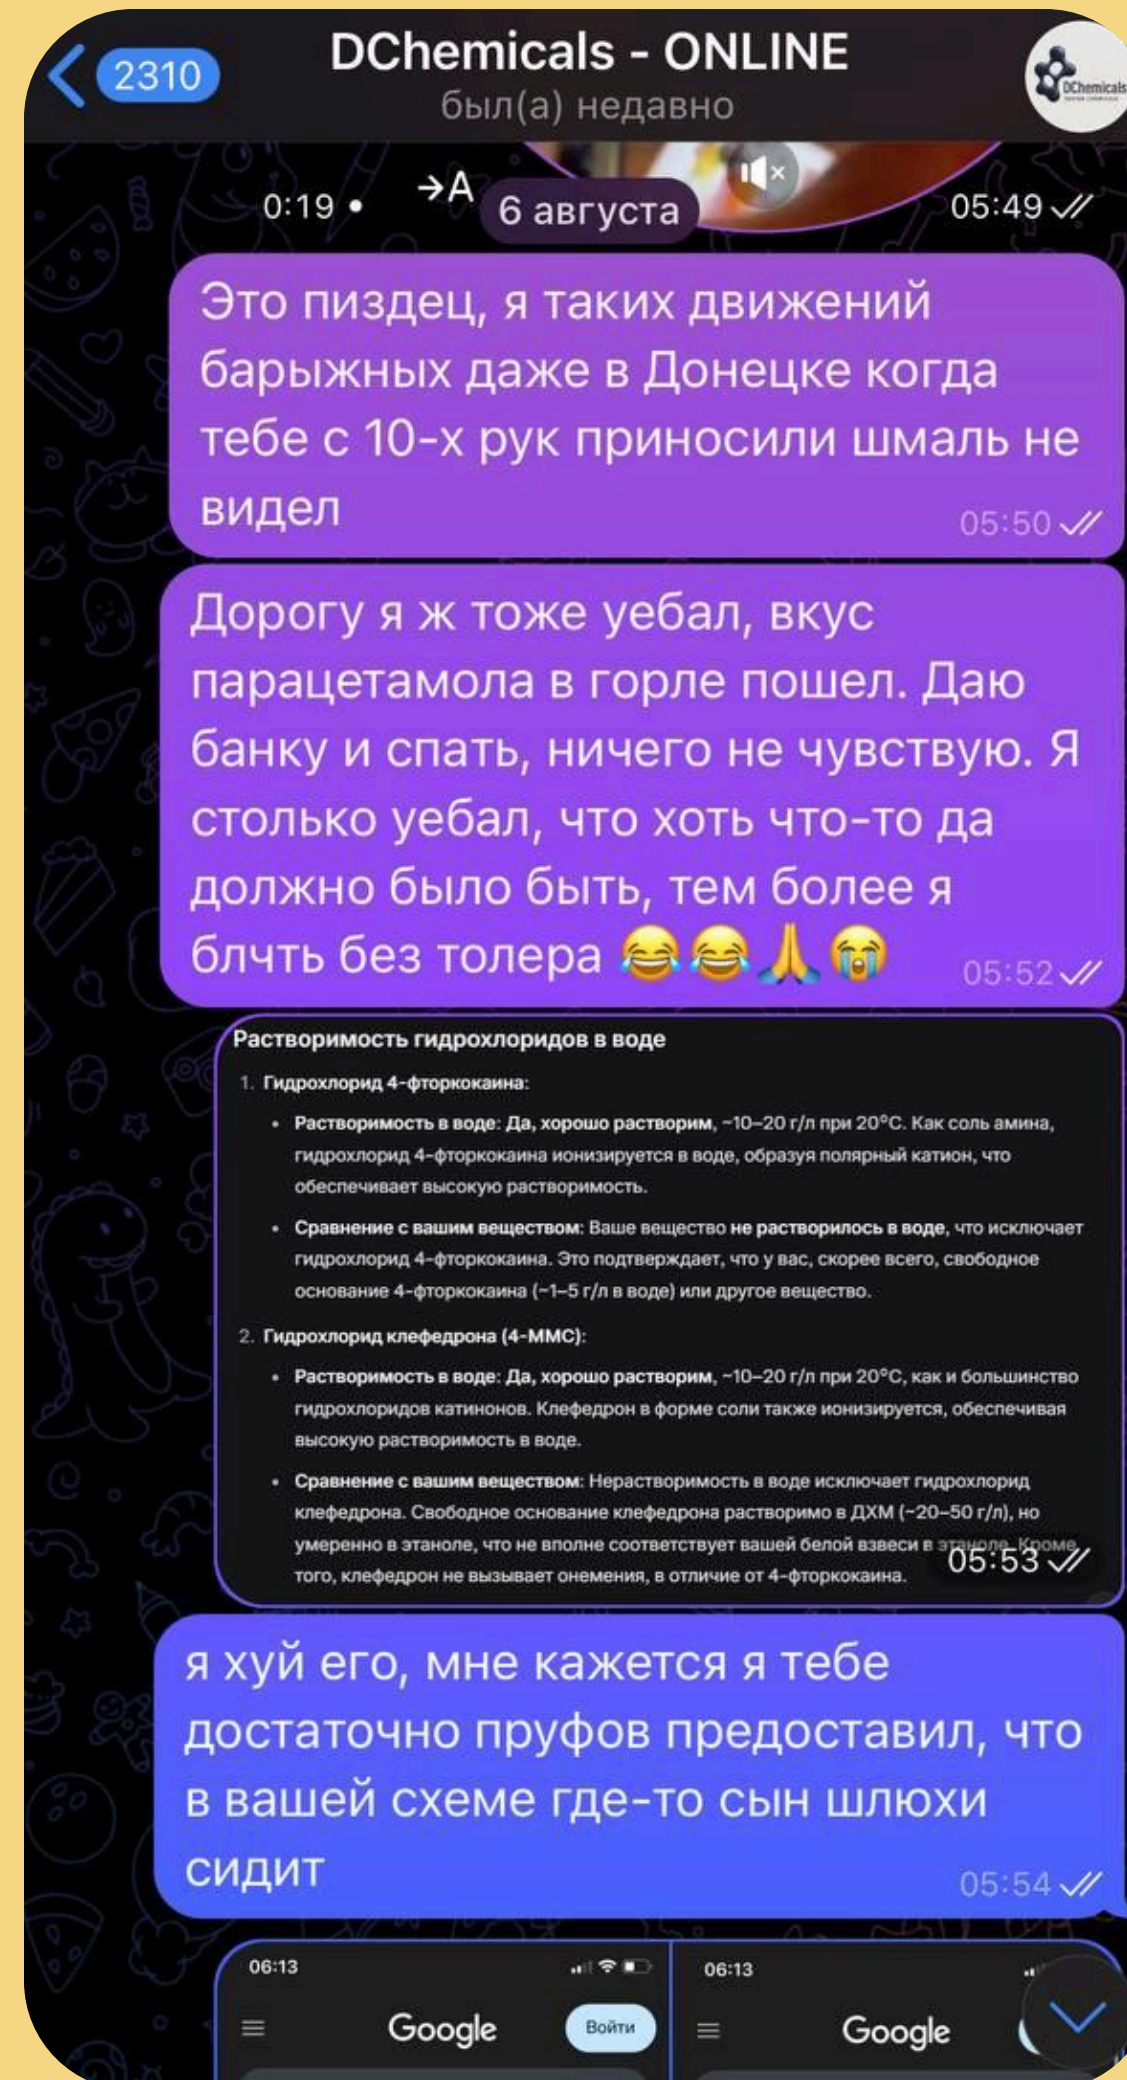 2310
DChemicals - ONLINE
был(а) недавно
DChemicals
0:19
→A
6 августа
05:49
Это пиздец, я таких движений
барыжных даже в Донецке когда
тебе с 10-х рук приносили шмаль не
видел
05:50
Дорогу я ж тоже уебал, вкус
парацетамола в горле пошел. Даю
банку и спать, ничего не чувствую. Я
столько уебал, что хоть что-то да
должно было быть, тем более я
блчть без толера 😂😂🙏😭
05:52
Растворимость гидрохлоридов в воде
1. Гидрохлорид 4-фторкокаина:
• Растворимость в воде: Да, хорошо растворим, ~10–20 г/л при 20°C. Как соль амина,
гидрохлорид 4-фторкокаина ионизируется в воде, образуя полярный катион, что
обеспечивает высокую растворимость.
• Сравнение с вашим веществом: Ваше вещество не растворилось в воде, что исключает
гидрохлорид 4-фторкокаина. Это подтверждает, что у вас, скорее всего, свободное
основание 4-фторкокаина (~1–5 г/л в воде) или другое вещество.
2. Гидрохлорид клефедрона (4-ММС):
• Растворимость в воде: Да, хорошо растворим, ~10–20 г/л при 20°C, как и большинство
гидрохлоридов катинонов. Клефедрон в форме соли также ионизируется, обеспечивая
высокую растворимость в воде.
• Сравнение с вашим веществом: Нерастворимость в воде исключает гидрохлорид
клефедрона. Свободное основание клефедрона растворимо в ДХМ (~20–50 г/л), но
умеренно в этаноле, что не вполне соответствует вашей белой взвеси в этаноле. Кроме
того, клефедрон не вызывает онемения, в отличие от 4-фторкокаина.
05:53
я хуй его, мне кажется я тебе
достаточно пруфов предоставил, что
в вашей схеме где-то сын шлюхи
сидит
05:54
06:13
Google
Войти
06:13
Google